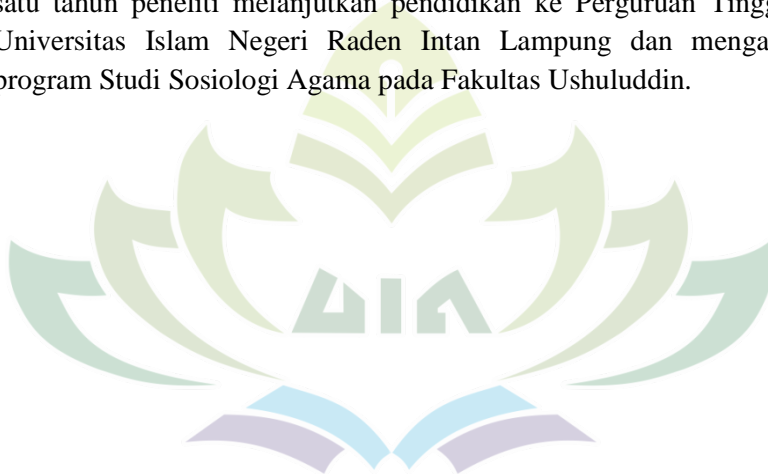 satu tahun peneliti melanjutkan pendidikan ke Perguruan
Universitas Islam Negeri Raden Intan Lampung dan
program Studi Sosiologi Agama pada Fakultas Ushuluddin.
UIN